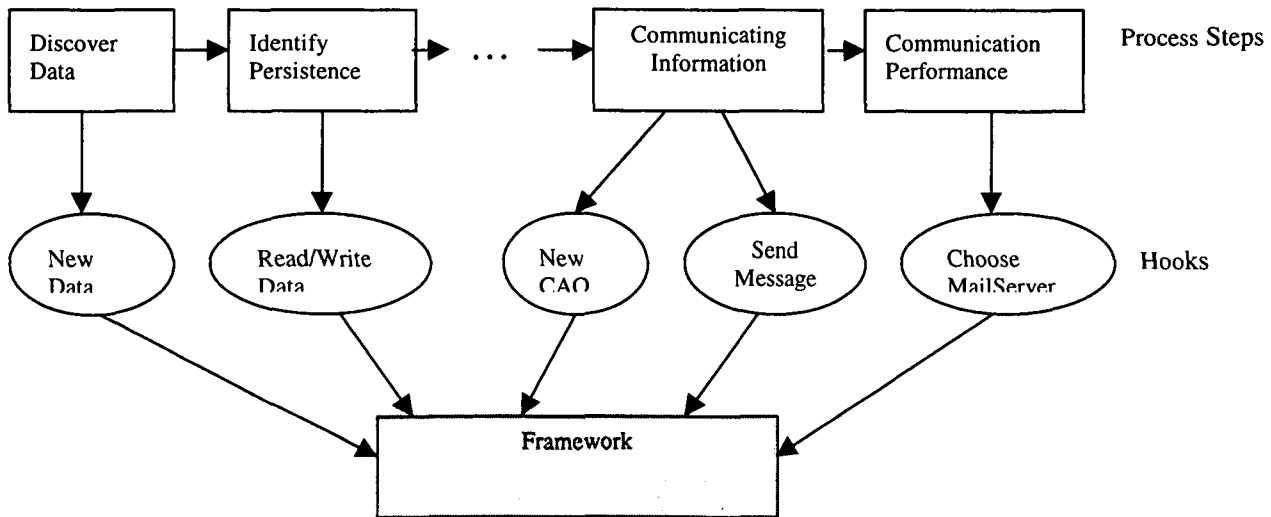 Discover
Data
Identify
Persistence
...
Communicating
Information
Communication
Performance
Process Steps
New
Data
Read/Write
Data
New
CAO
Send
Message
Choose
MailServer
Hooks
Framework